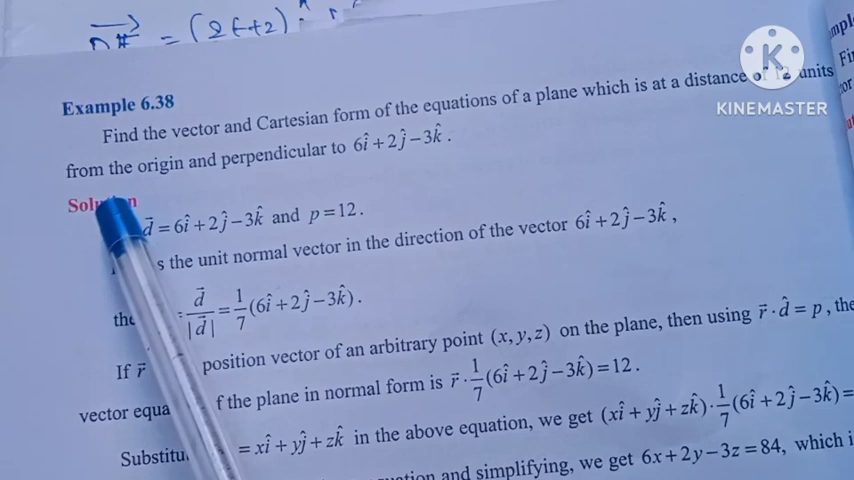 = (2t+2)
Example 6.38
Find the vector and Cartesian form of the equations of a plane which is at a distance of 12 units
from the origin and perpendicular to 6î + 2ĵ − 3k̂ .
Solution
d⃗ = 6î + 2ĵ − 3k̂ and p = 12 .
the unit normal vector in the direction of the vector 6î + 2ĵ − 3k̂ ,
= d⃗ / |d⃗| = 1/7 (6î + 2ĵ − 3k̂) .
If r⃗ position vector of an arbitrary point (x, y, z) on the plane, then using r⃗ · d̂ = p , the
vector equa f the plane in normal form is r⃗ · 1/7 (6î + 2ĵ − 3k̂) = 12 .
Substitu = xî + yĵ + zk̂ in the above equation, we get (xî + yĵ + zk̂) · 1/7 (6î + 2ĵ − 3k̂) =
and simplifying, we get 6x + 2y − 3z = 84 , which i
KINEMASTER